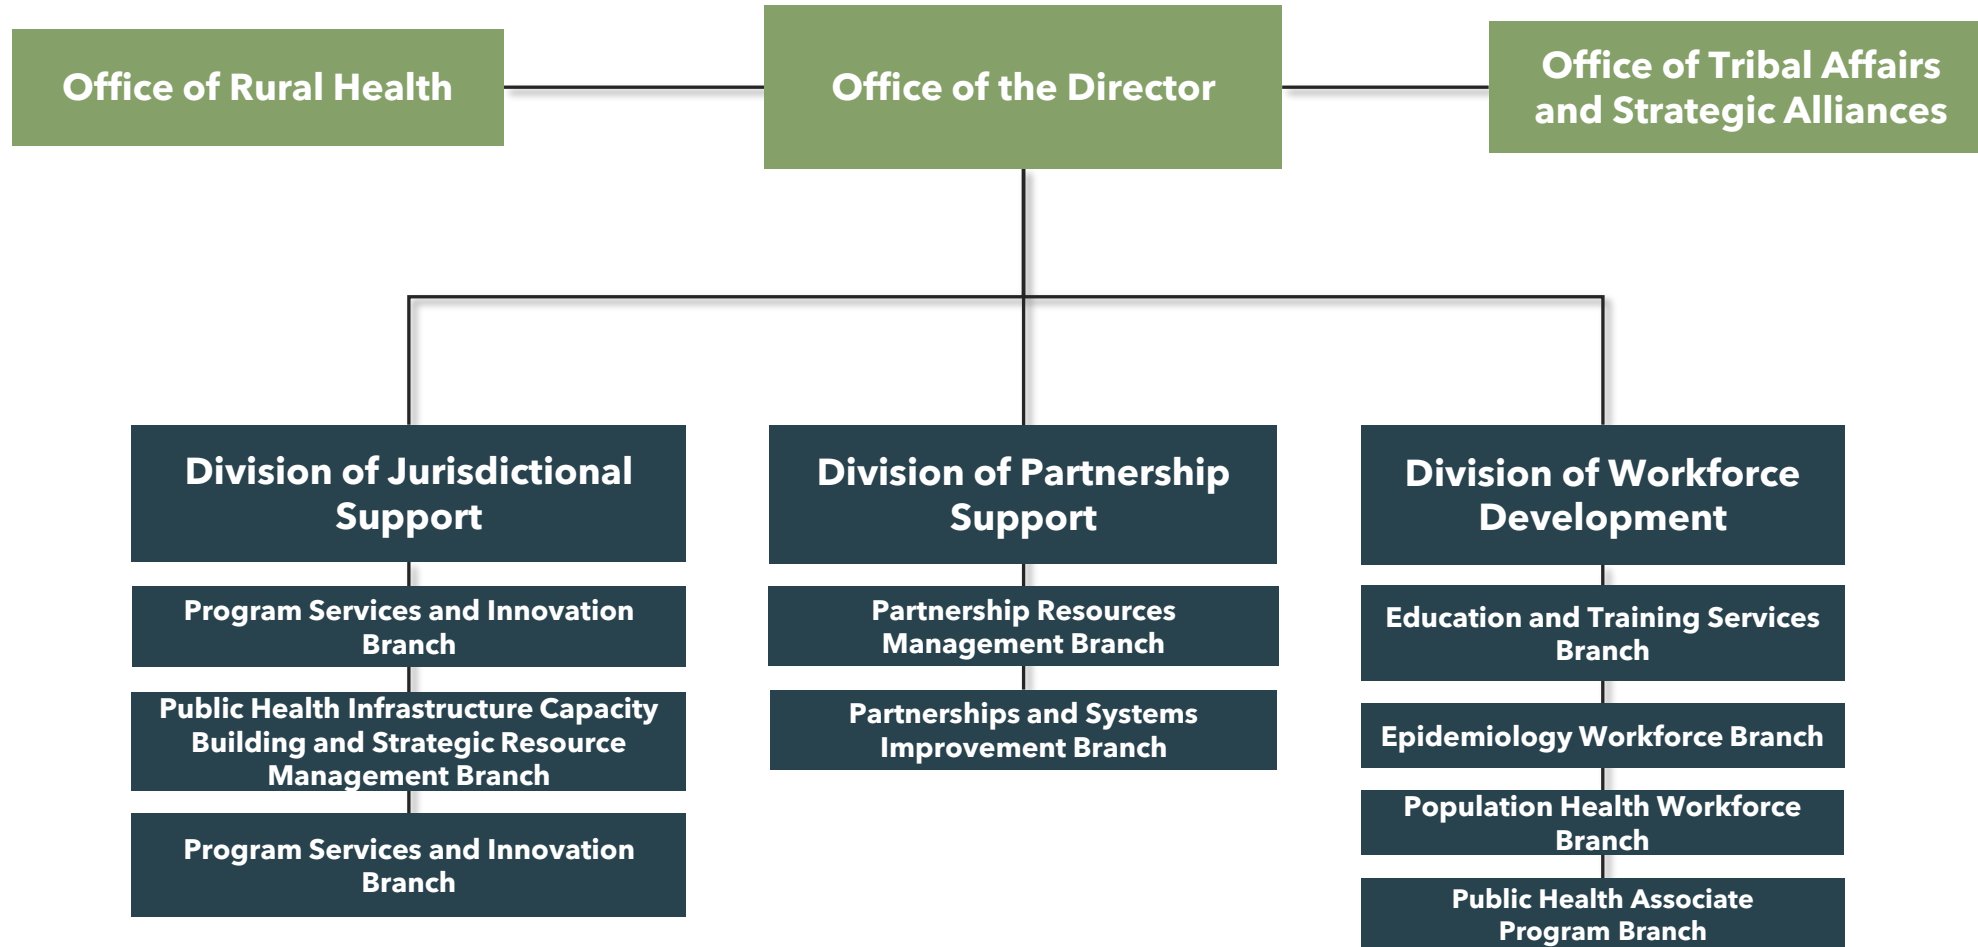 Office of Rural Health
Office of the Director
Office of Tribal Affairs
and Strategic Alliances
Division of Jurisdictional
Support
Program Services and Innovation
Branch
Public Health Infrastructure Capacity
Building and Strategic Resource
Management Branch
Program Services and Innovation
Branch
Division of Partnership
Support
Partnership Resources
Management Branch
Partnerships and Systems
Improvement Branch
Division of Workforce
Development
Education and Training Services
Branch
Epidemiology Workforce Branch
Population Health Workforce
Branch
Public Health Associate
Program Branch